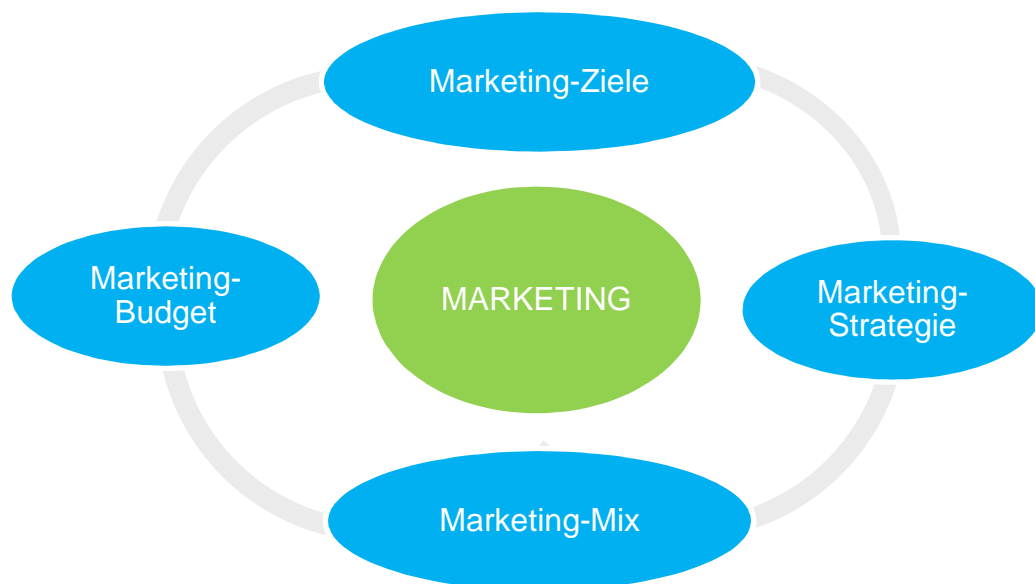 Marketing-Ziele
Marketing-
Budget
MARKETING
Marketing-
Strategie
Marketing-Mix